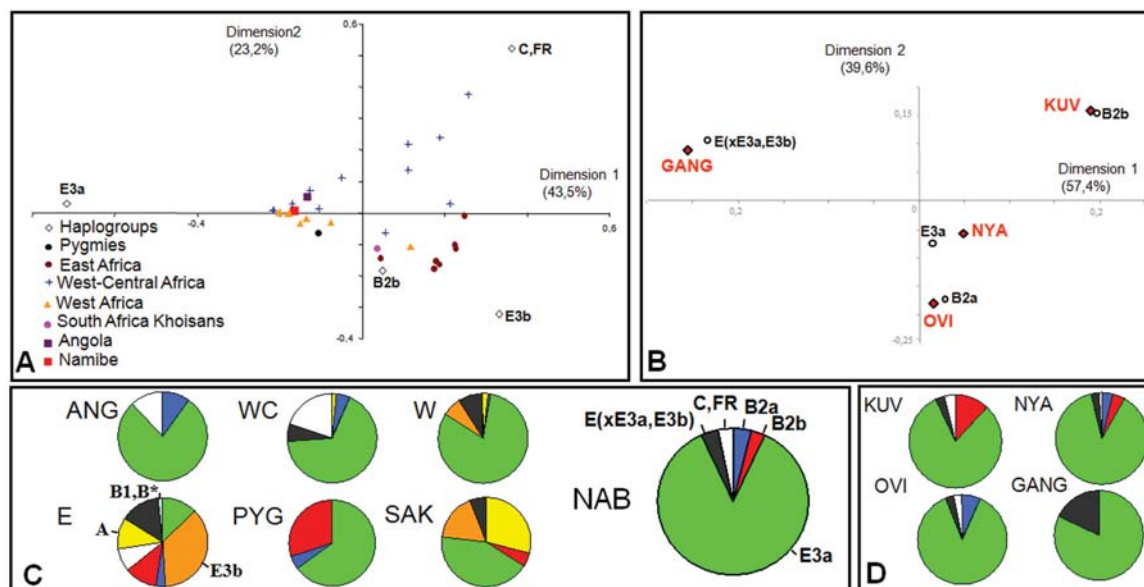 0,6
Dimension2
(23,2%)
C,FR
Dimension 1
(43,5%)
E3a
-0.4
0.6
Haplogroups
Pygmies
East Africa
West-Central Africa
West Africa
South Africa Khoisans
Angola
Namibe
B2b
E3b
-0.4
A
Dimension 2
(39,6%)
0,15
KUV
B2b
E(xE3a,E3b)
GANG
Dimension 1
(57,4%)
0,2
0
0,2
E3a
NYA
B2a
OVI
-0,25
B
ANG
WC
W
E(xE3a,E3b)
C,FR
B2a
B2b
NAB
E3a
E
B1,B*
A
E3b
PYG
SAK
C
KUV
NYA
OVI
GANG
D